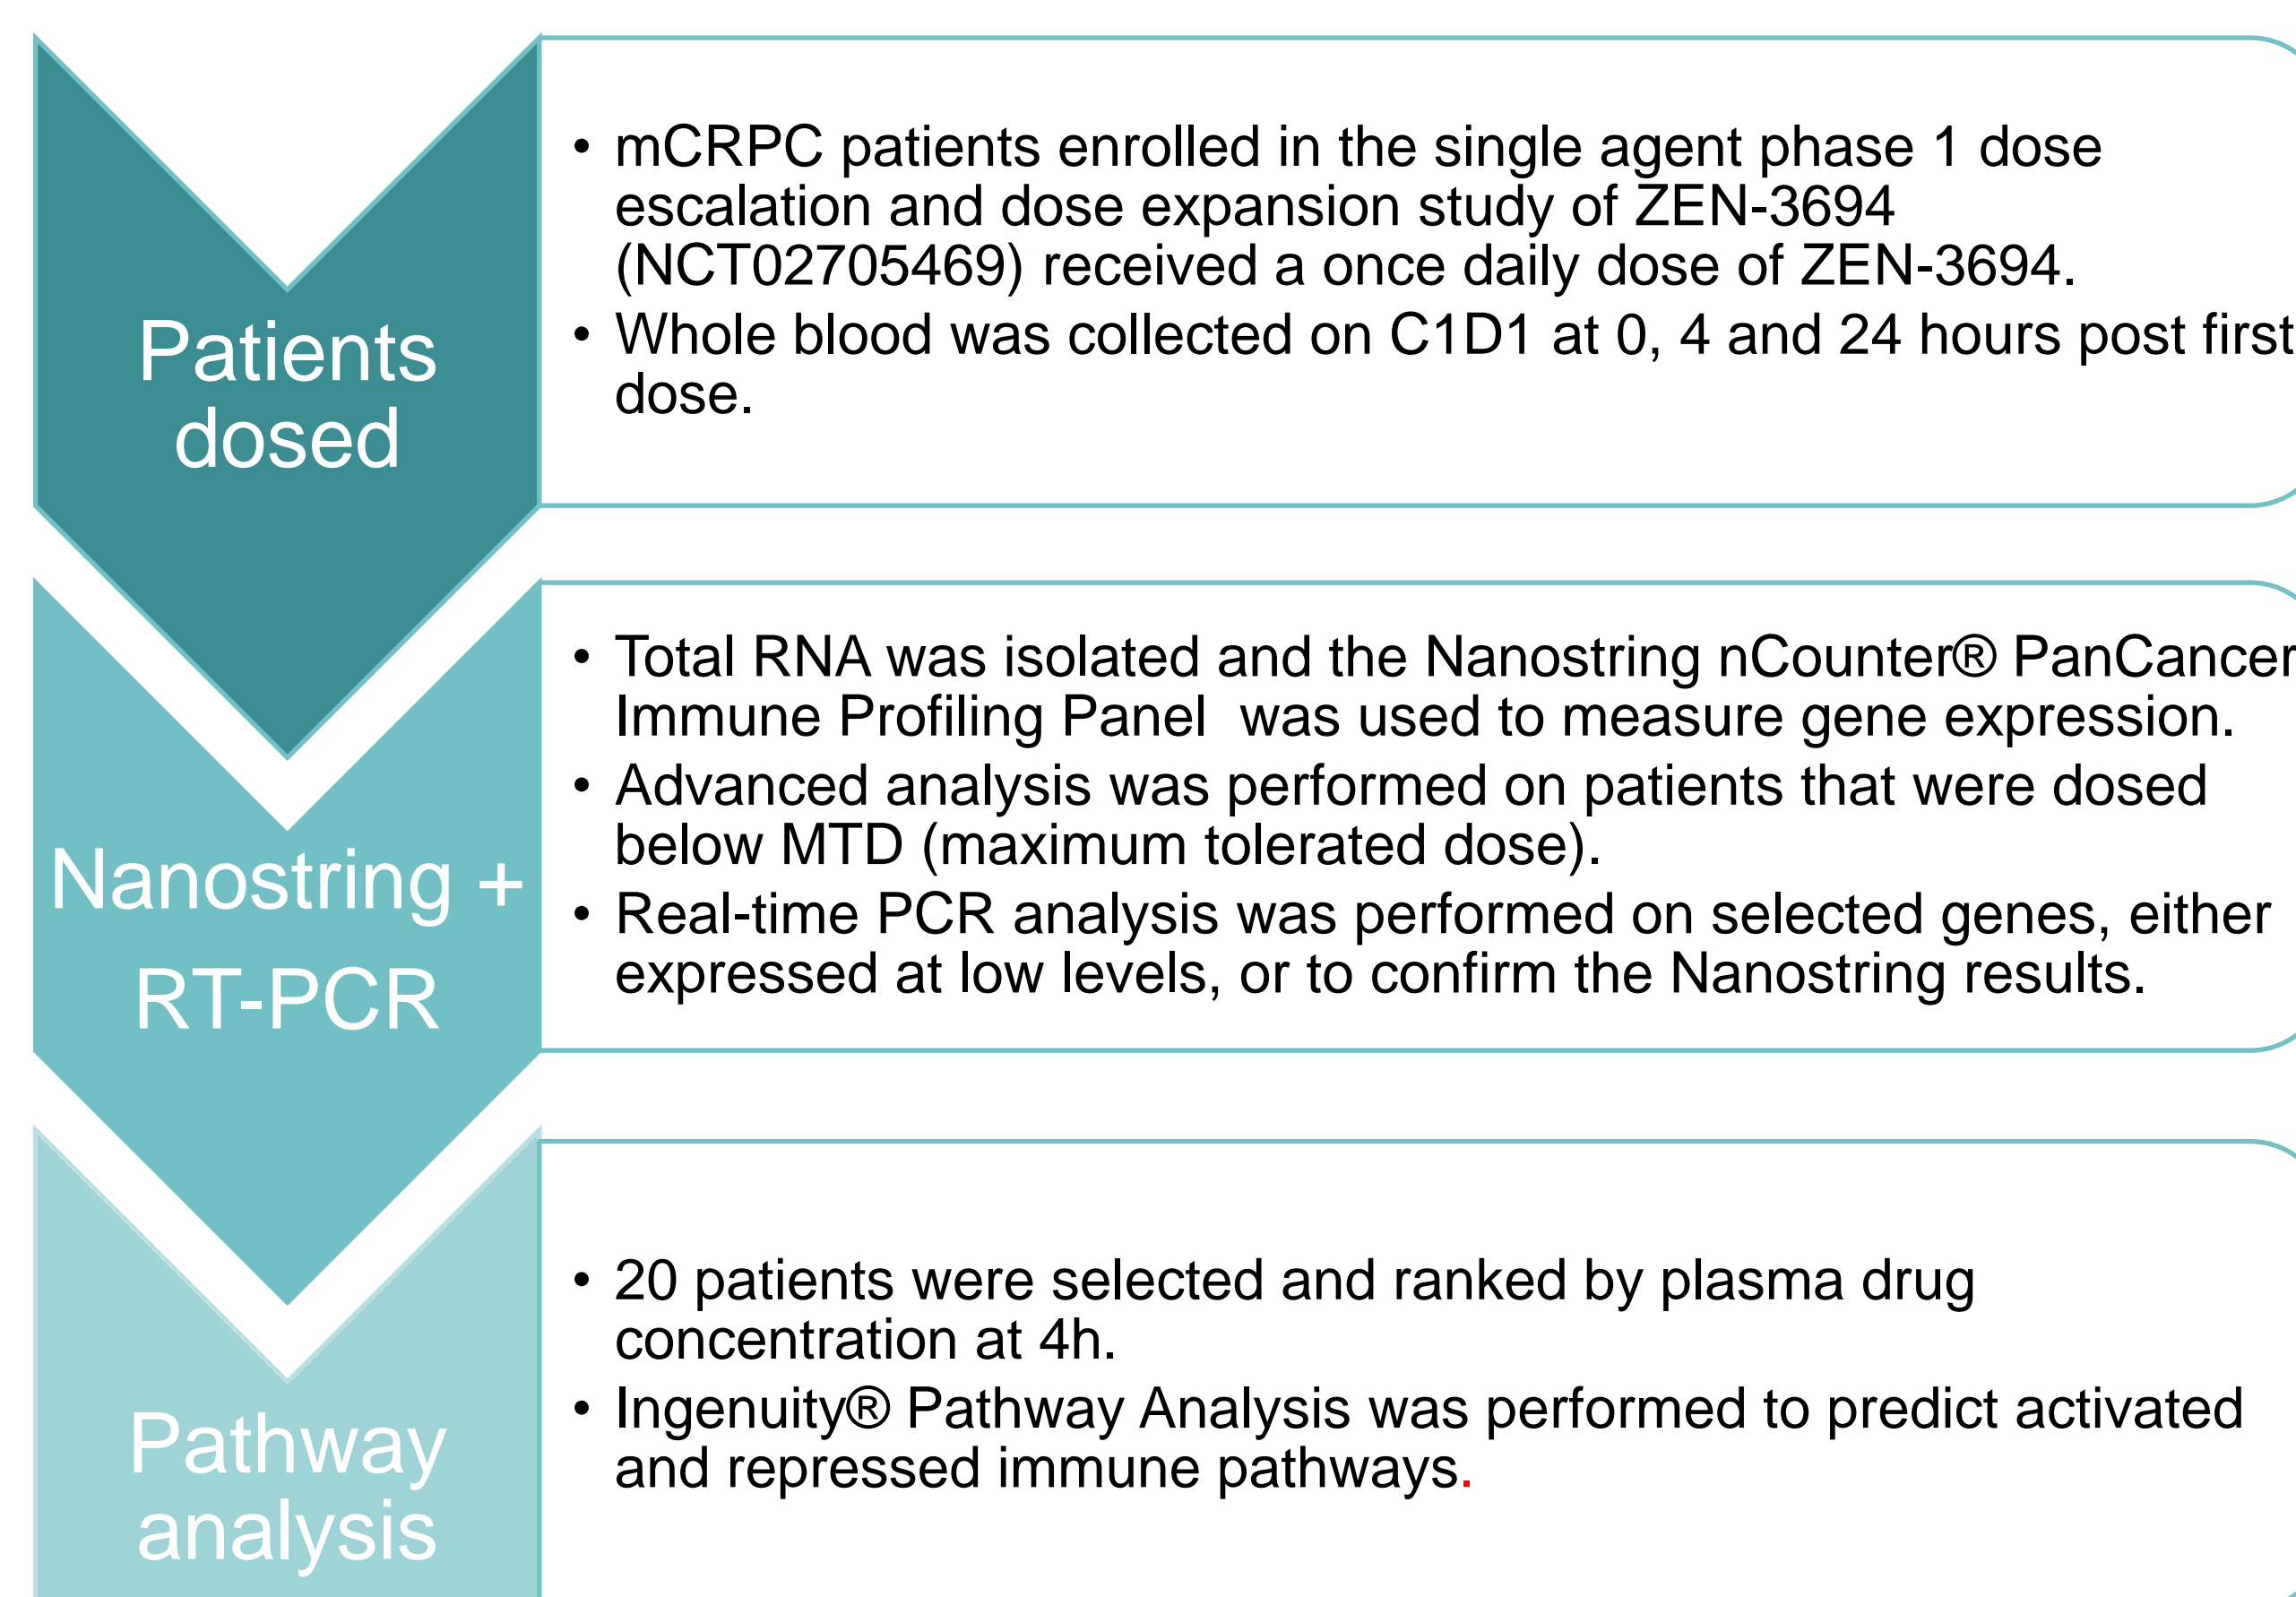 Patients
dosed
• mCRPC patients enrolled in the single agent phase 1 dose
escalation and dose expansion study of ZEN-3694
(NCT02705469) received a once daily dose of ZEN-3694.
• Whole blood was collected on C1D1 at 0, 4 and 24 hours post first
dose.
Nanostring +
RT-PCR
• Total RNA was isolated and the Nanostring nCounter® PanCancer
Immune Profiling Panel  was used to measure gene expression.
• Advanced analysis was performed on patients that were dosed
below MTD (maximum tolerated dose).
• Real-time PCR analysis was performed on selected genes, either
expressed at low levels, or to confirm the Nanostring results.
Pathway
analysis
• 20 patients were selected and ranked by plasma drug
concentration at 4h.
• Ingenuity® Pathway Analysis was performed to predict activated
and repressed immune pathways.